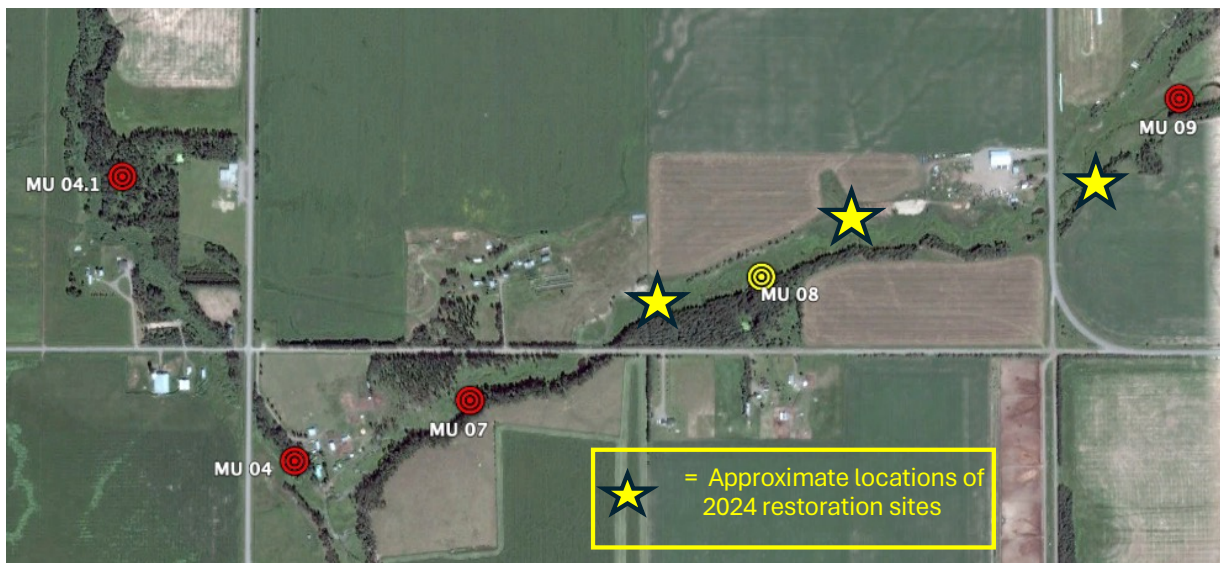 MU 09
MU 04.1
MU 08
MU 07
MU 04
= Approximate locations of
2024 restoration sites